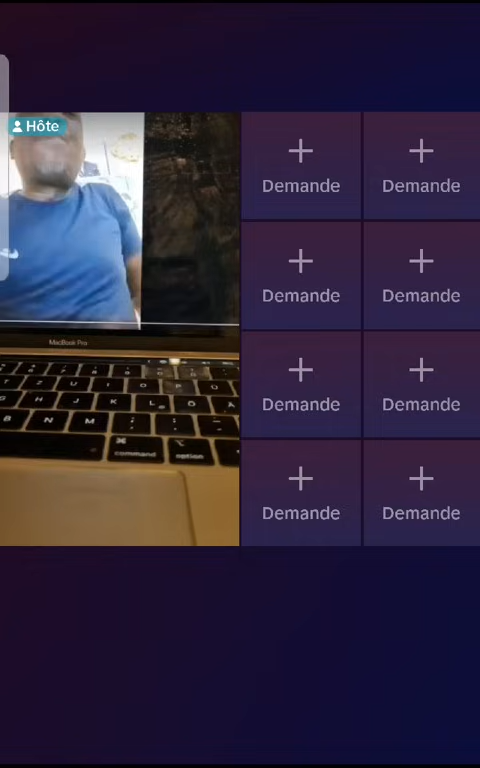 Hôte
Demande
Demande
Demande
Demande
Demande
Demande
Demande
Demande
MacBook Pro
U I O P Ü
G H J K L Ö Ä
B N M ; : -
⌘ ⌥
command option